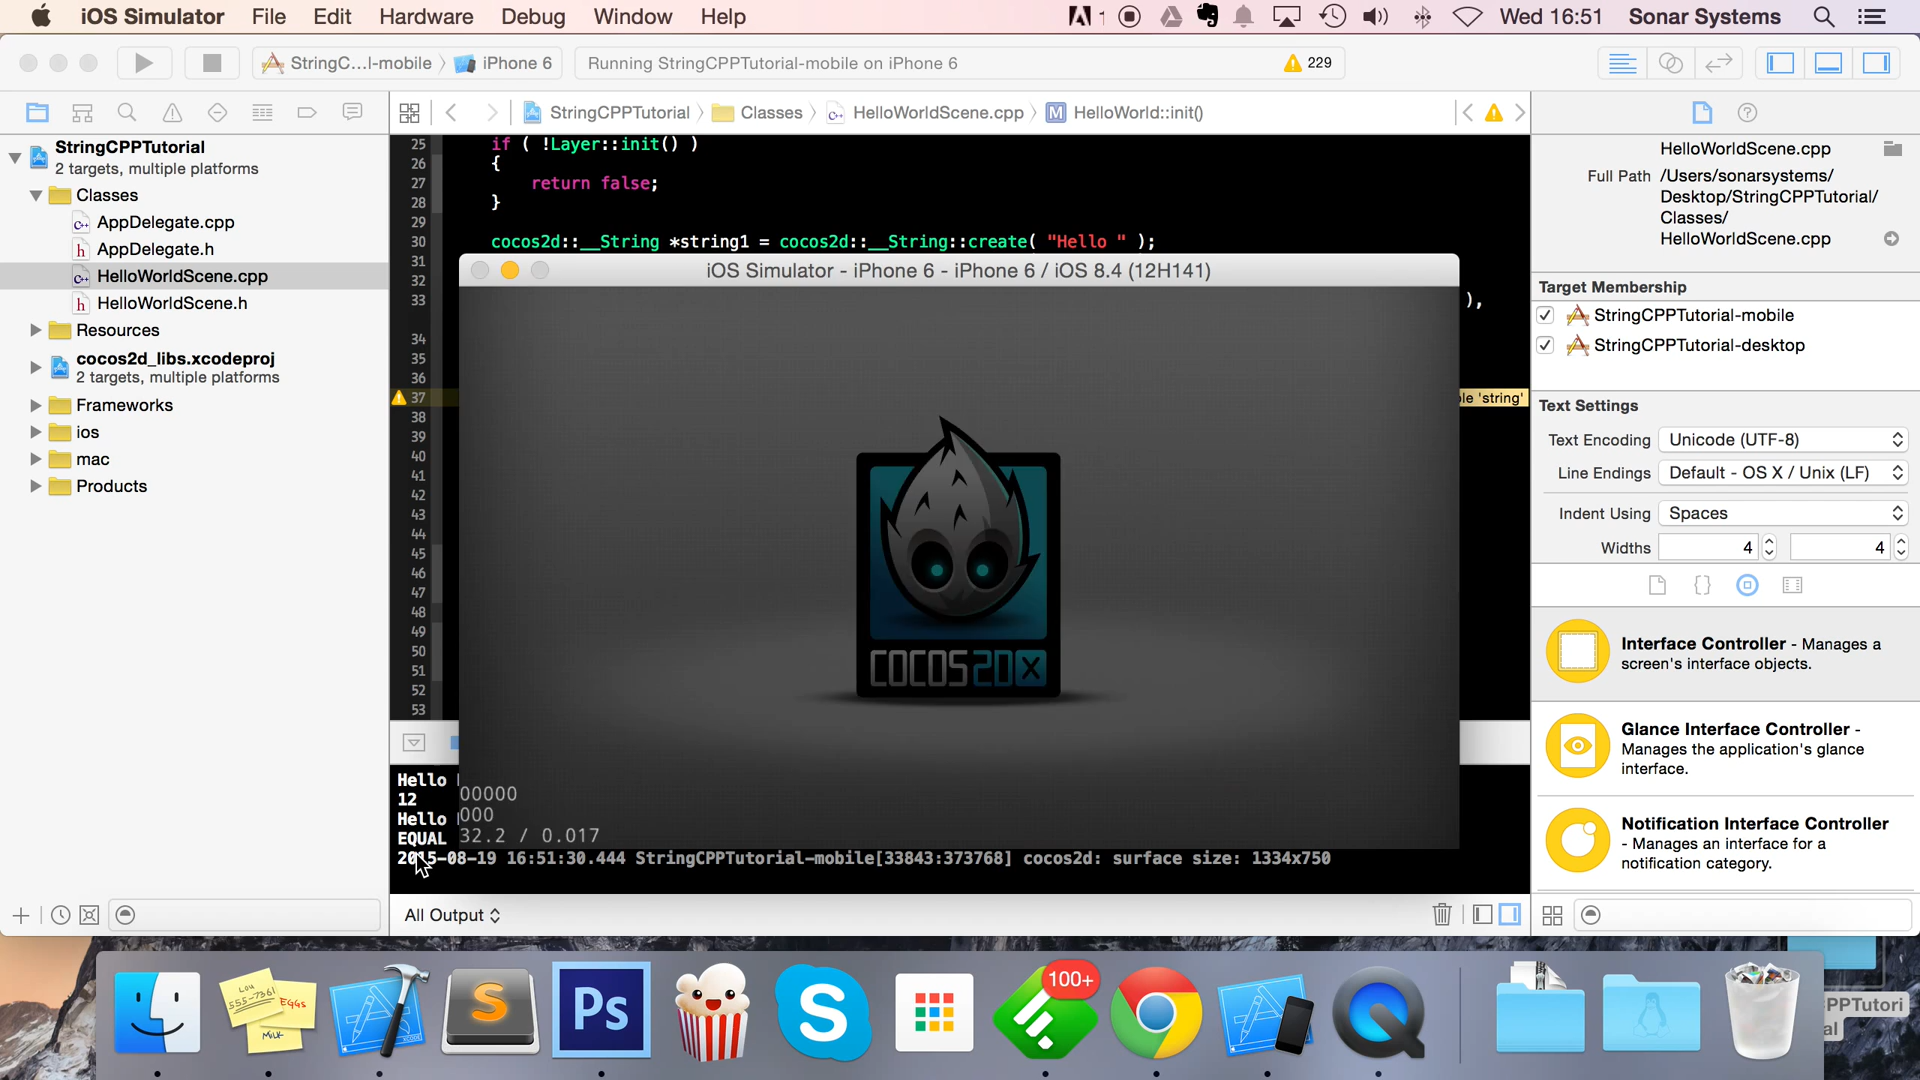 iOS Simulator File Edit Hardware Debug Window Help Wed 16:51 Sonar Systems
StringC...l-mobile iPhone 6 Running StringCPPTutorial-mobile on iPhone 6 229
StringCPPTutorial Classes HelloWorldScene.cpp M HelloWorld::init()
StringCPPTutorial
2 targets, multiple platforms
Classes
AppDelegate.cpp
AppDelegate.h
HelloWorldScene.cpp
HelloWorldScene.h
Resources
cocos2d_libs.xcodeproj
2 targets, multiple platforms
Frameworks
ios
mac
Products
25 if ( !Layer::init() )
26 {
27 return false;
28 }
29
30 cocos2d::__String *string1 = cocos2d::__String::create( "Hello " );
31
32
33 ),
34
35
36
37 'string'
38
39
40
41
42
43
44
45
46
47
48
49
50
51
52
53
iOS Simulator - iPhone 6 - iPhone 6 / iOS 8.4 (12H141)
COCOS2DX
00000
000
32.2 / 0.017
Hello
12
Hello
EQUAL
2015-08-19 16:51:30.444 StringCPPTutorial-mobile[33843:373768] cocos2d: surface size: 1334x750
All Output
HelloWorldScene.cpp
Full Path /Users/sonarsystems/
Desktop/StringCPPTutorial/
Classes/
HelloWorldScene.cpp
Target Membership
StringCPPTutorial-mobile
StringCPPTutorial-desktop
Text Settings
Text Encoding Unicode (UTF-8)
Line Endings Default - OS X / Unix (LF)
Indent Using Spaces
Widths 4 4
Interface Controller - Manages a
screen's interface objects.
Glance Interface Controller -
Manages the application's glance
interface.
Notification Interface Controller
- Manages an interface for a
notification category.
Lou
555-7361
EGGS
MILK
S
Ps
S
100+
PPTutori
al